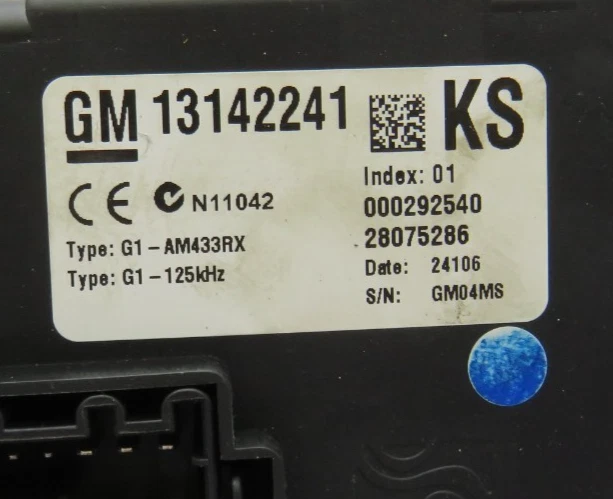 GM 13142241 KS
Index: 01
CE N11042 000292540
28075286
Type: G1-AM433RX
Date: 24106
Type: G1-125kHz
S/N: GM04MS